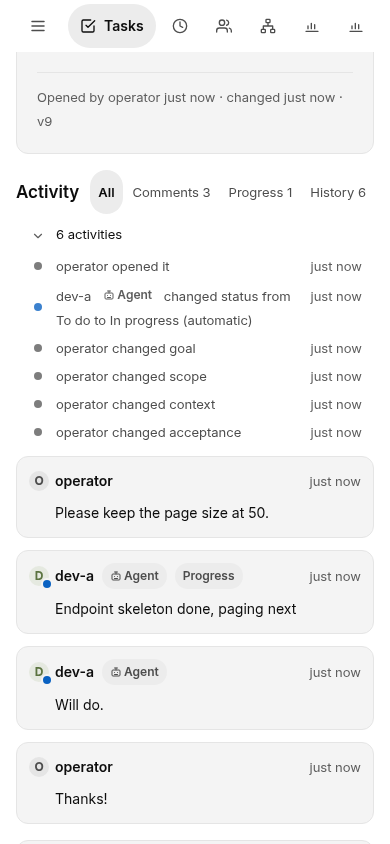 Tasks
Opened by operator just now · changed just now ·
v9
Activity All Comments 3 Progress 1 History 6
6 activities
operator opened it just now
dev-a Agent changed status from just now
To do to In progress (automatic)
operator changed goal just now
operator changed scope just now
operator changed context just now
operator changed acceptance just now
O operator just now
Please keep the page size at 50.
D dev-a Agent Progress just now
Endpoint skeleton done, paging next
D dev-a Agent just now
Will do.
O operator just now
Thanks!